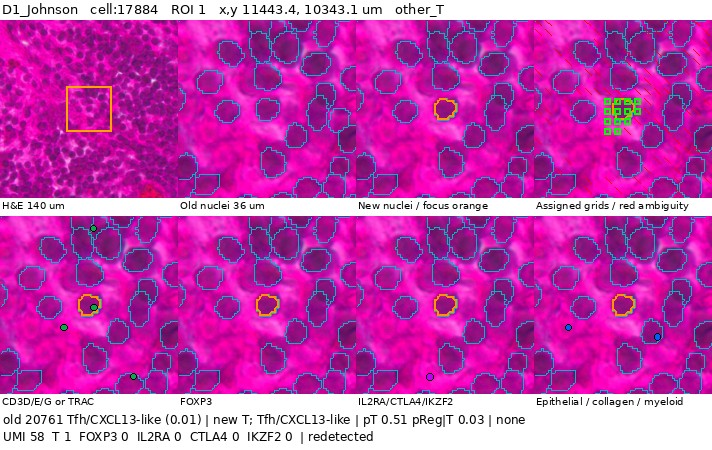 D1_Johnson cell:17884 ROI 1 x,y 11443.4, 10343.1 um other_T
H&E 140 um
Old nuclei 36 um
New nuclei / focus orange
Assigned grids / red ambiguity
CD3D/E/G or TRAC
FOXP3
IL2RA/CTLA4/IKZF2
Epithelial / collagen / myeloid
old 20761 Tfh/CXCL13-like (0.01) | new T; Tfh/CXCL13-like | pT 0.51 pReg|T 0.03 | none
UMI 58 T 1 FOXP3 0 IL2RA 0 CTLA4 0 IKZF2 0 | redetected